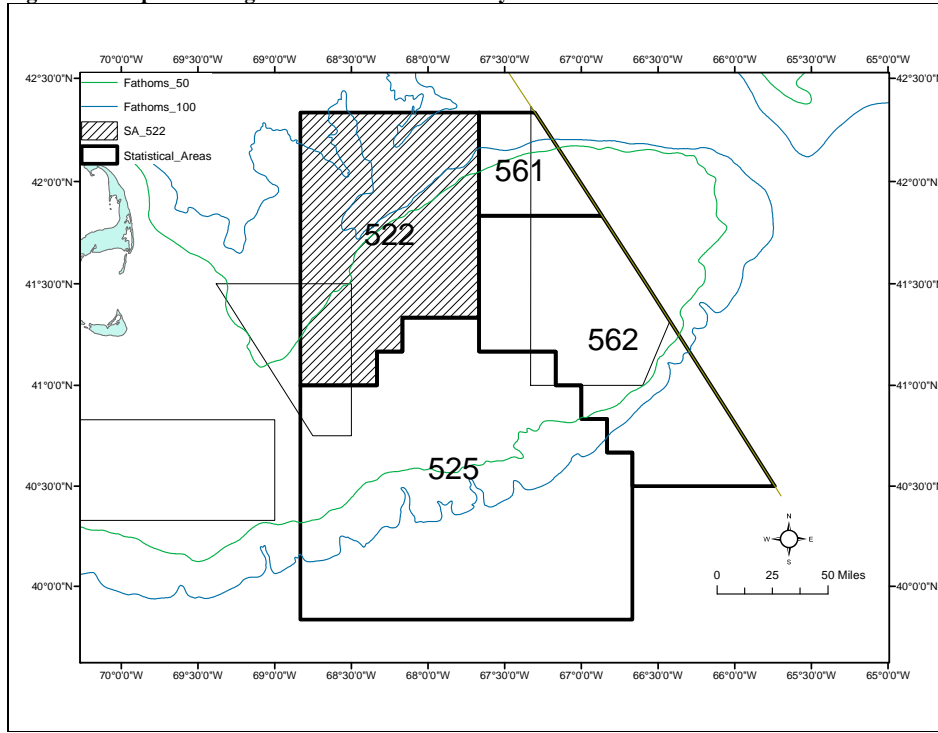 70°0'0"W 69°30'0"W 69°0'0"W 68°30'0"W 68°0'0"W 67°30'0"W 67°0'0"W 66°30'0"W 66°0'0"W 65°30'0"W 65°0'0"W
42°30'0"N 42°30'0"N
Fathoms_50
Fathoms_100
SA_522
Statistical_Areas
42°0'0"N 42°0'0"N
561
522
41°30'0"N 41°30'0"N
562
41°0'0"N 41°0'0"N
525
40°30'0"N 40°30'0"N
N
W E
S
0 25 50 Miles
40°0'0"N 40°0'0"N
70°0'0"W 69°30'0"W 69°0'0"W 68°30'0"W 68°0'0"W 67°30'0"W 67°0'0"W 66°30'0"W 66°0'0"W 65°30'0"W 65°0'0"W